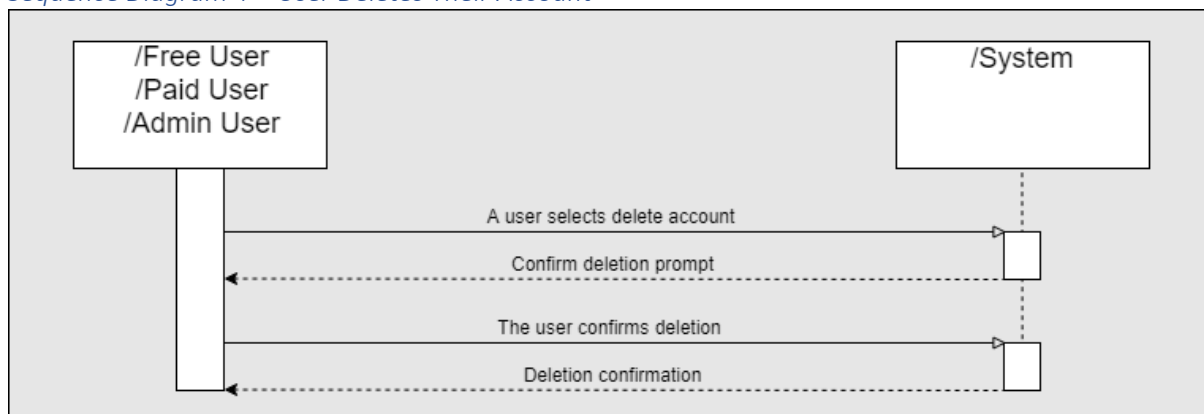 Sequence Diagram – User Deletes Their Account
/Free User
/Paid User
/Admin User
/System
A user selects delete account
Confirm deletion prompt
The user confirms deletion
Deletion confirmation